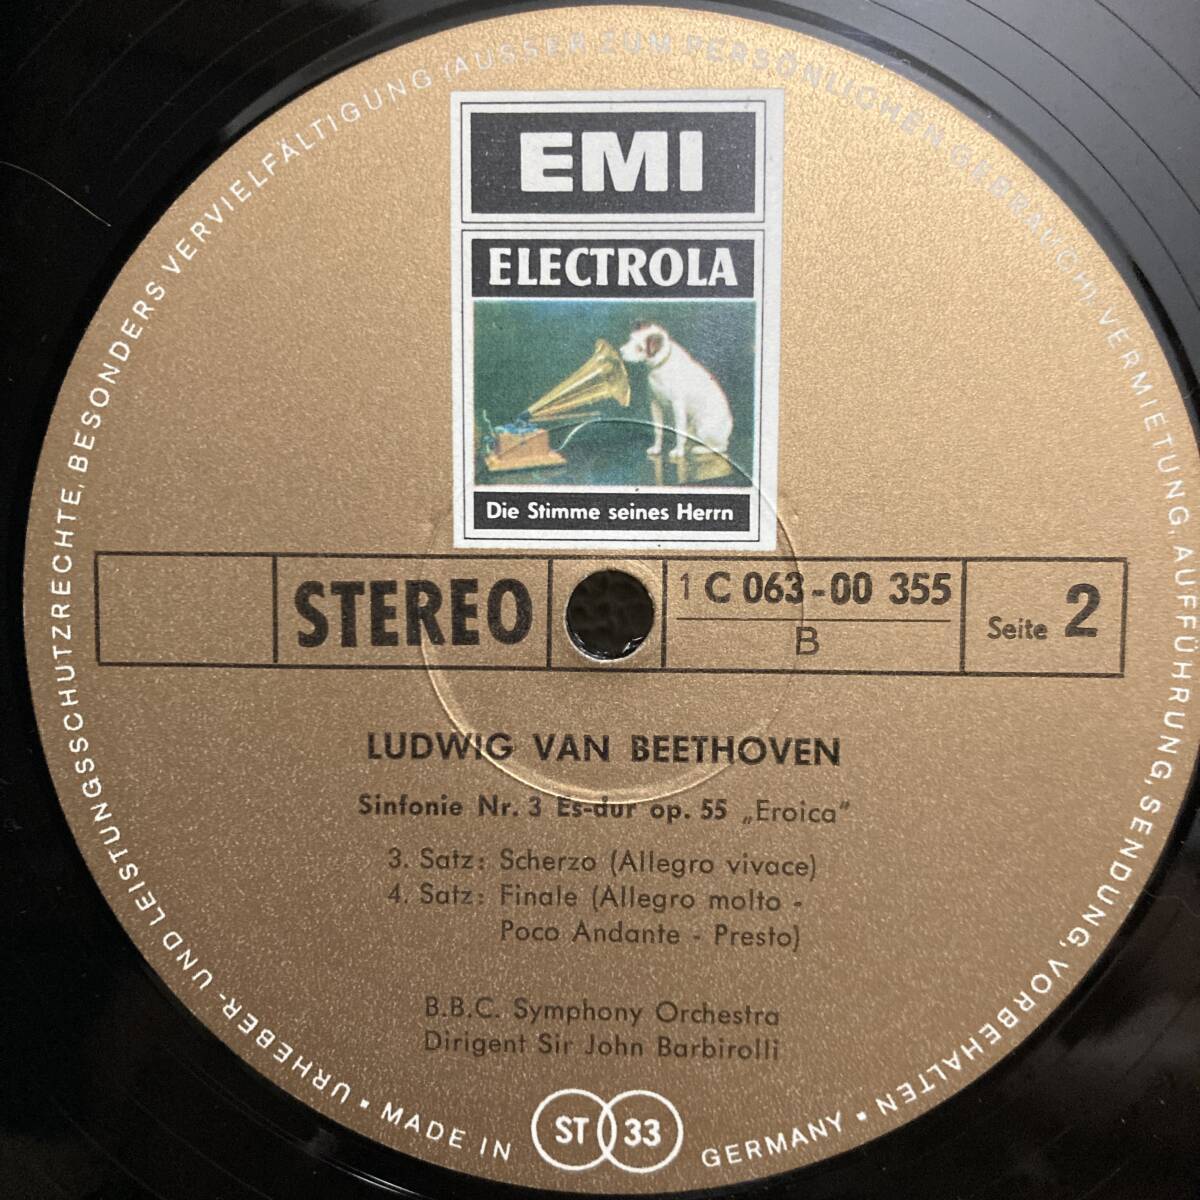 EMI
ELECTROLA
Die Stimme seines Herrn
STEREO
1 C 063-00 355
B
Seite 2
LUDWIG VAN BEETHOVEN
Sinfonie Nr. 3 Es-dur op. 55 „Eroica"
3. Satz: Scherzo (Allegro vivace)
4. Satz: Finale (Allegro molto -
Poco Andante - Presto)
B.B.C. Symphony Orchestra
Dirigent Sir John Barbirolli
URHEBER- UND LEISTUNGSSCHUTZRECHTE, BESONDERS VERVIELFÄLTIGUNG (AUSSER ZUM PERSÖNLICHEN GEBRAUCH), VERMIETUNG, AUFFÜHRUNG, SENDUNG, VORBEHALTEN
MADE IN GERMANY
ST 33